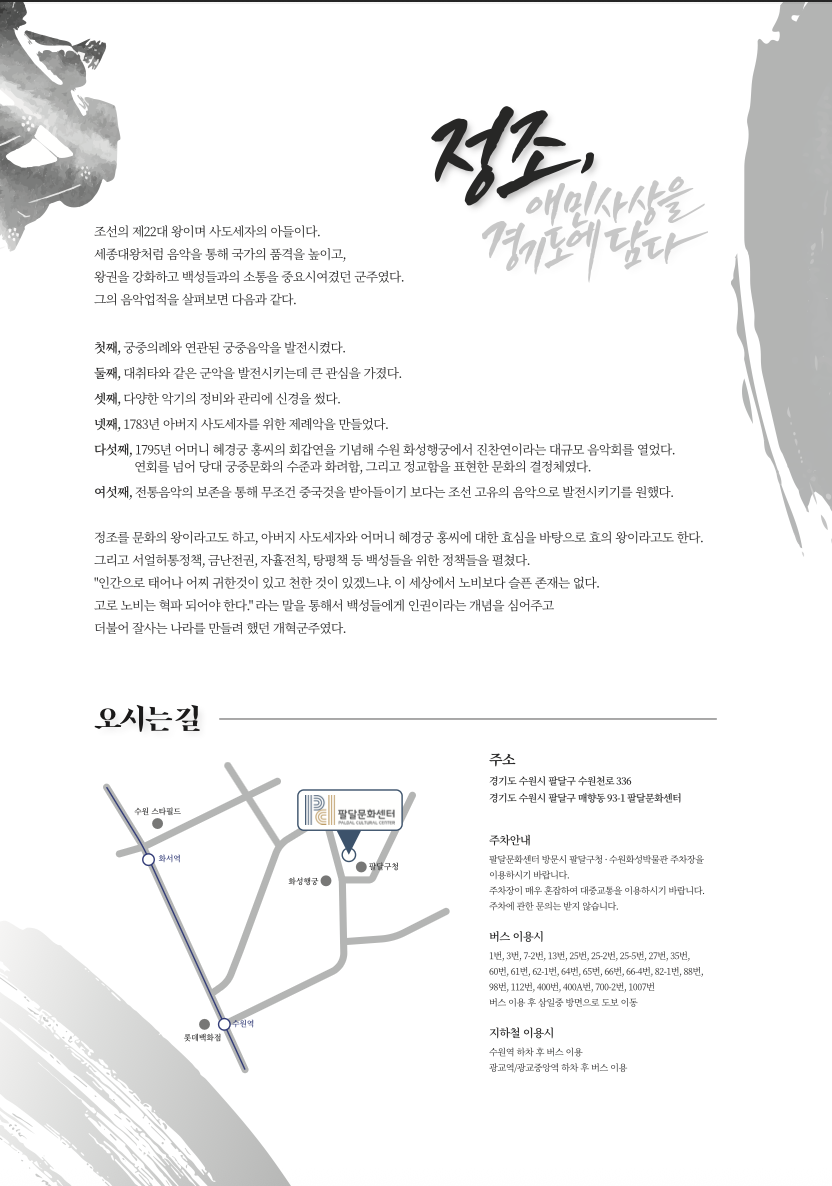 정조,
애민사상을
경기도에 담다
조선의 제22대 왕이며 사도세자의 아들이다.
세종대왕처럼 음악을 통해 국가의 품격을 높이고,
왕권을 강화하고 백성들과의 소통을 중요시여겼던 군주였다.
그의 음악업적을 살펴보면 다음과 같다.
첫째, 궁중의례와 연관된 궁중음악을 발전시켰다.
둘째, 대취타와 같은 군악을 발전시키는데 큰 관심을 가졌다.
셋째, 다양한 악기의 정비와 관리에 신경을 썼다.
넷째, 1783년 아버지 사도세자를 위한 제례악을 만들었다.
다섯째, 1795년 어머니 혜경궁 홍씨의 회갑연을 기념해 수원 화성행궁에서 진찬연이라는 대규모 음악회를 열었다.
연회를 넘어 당대 궁중문화의 수준과 화려함, 그리고 정교함을 표현한 문화의 결정체였다.
여섯째, 전통음악의 보존을 통해 무조건 중국것을 받아들이기 보다는 조선 고유의 음악으로 발전시키기를 원했다.
정조를 문화의 왕이라고도 하고, 아버지 사도세자와 어머니 혜경궁 홍씨에 대한 효심을 바탕으로 효의 왕이라고도 한다.
그리고 서얼허통정책, 금난전권, 자휼전칙, 탕평책 등 백성들을 위한 정책들을 펼쳤다.
"인간으로 태어나 어찌 귀한것이 있고 천한 것이 있겠느냐. 이 세상에서 노비보다 슬픈 존재는 없다.
고로 노비는 혁파 되어야 한다." 라는 말을 통해서 백성들에게 인권이라는 개념을 심어주고
더불어 잘사는 나라를 만들려 했던 개혁군주였다.
오시는 길
수원 스타필드
화서역
팔달문화센터
PALDAL CULTURAL CENTER
팔달구청
화성행궁
수원역
롯데백화점
주소
경기도 수원시 팔달구 수원천로 336
경기도 수원시 팔달구 매향동 93-1 팔달문화센터
주차안내
팔달문화센터 방문시 팔달구청 · 수원화성박물관 주차장을
이용하시기 바랍니다.
주차장이 매우 혼잡하여 대중교통을 이용하시기 바랍니다.
주차에 관한 문의는 받지 않습니다.
버스 이용시
1번, 3번, 7-2번, 13번, 25번, 25-2번, 25-5번, 27번, 35번,
60번, 61번, 62-1번, 64번, 65번, 66번, 66-4번, 82-1번, 88번,
98번, 112번, 400번, 400A번, 700-2번, 1007번
버스 이용 후 삼일중 방면으로 도보 이동
지하철 이용시
수원역 하차 후 버스 이용
광교역/광교중앙역 하차 후 버스 이용